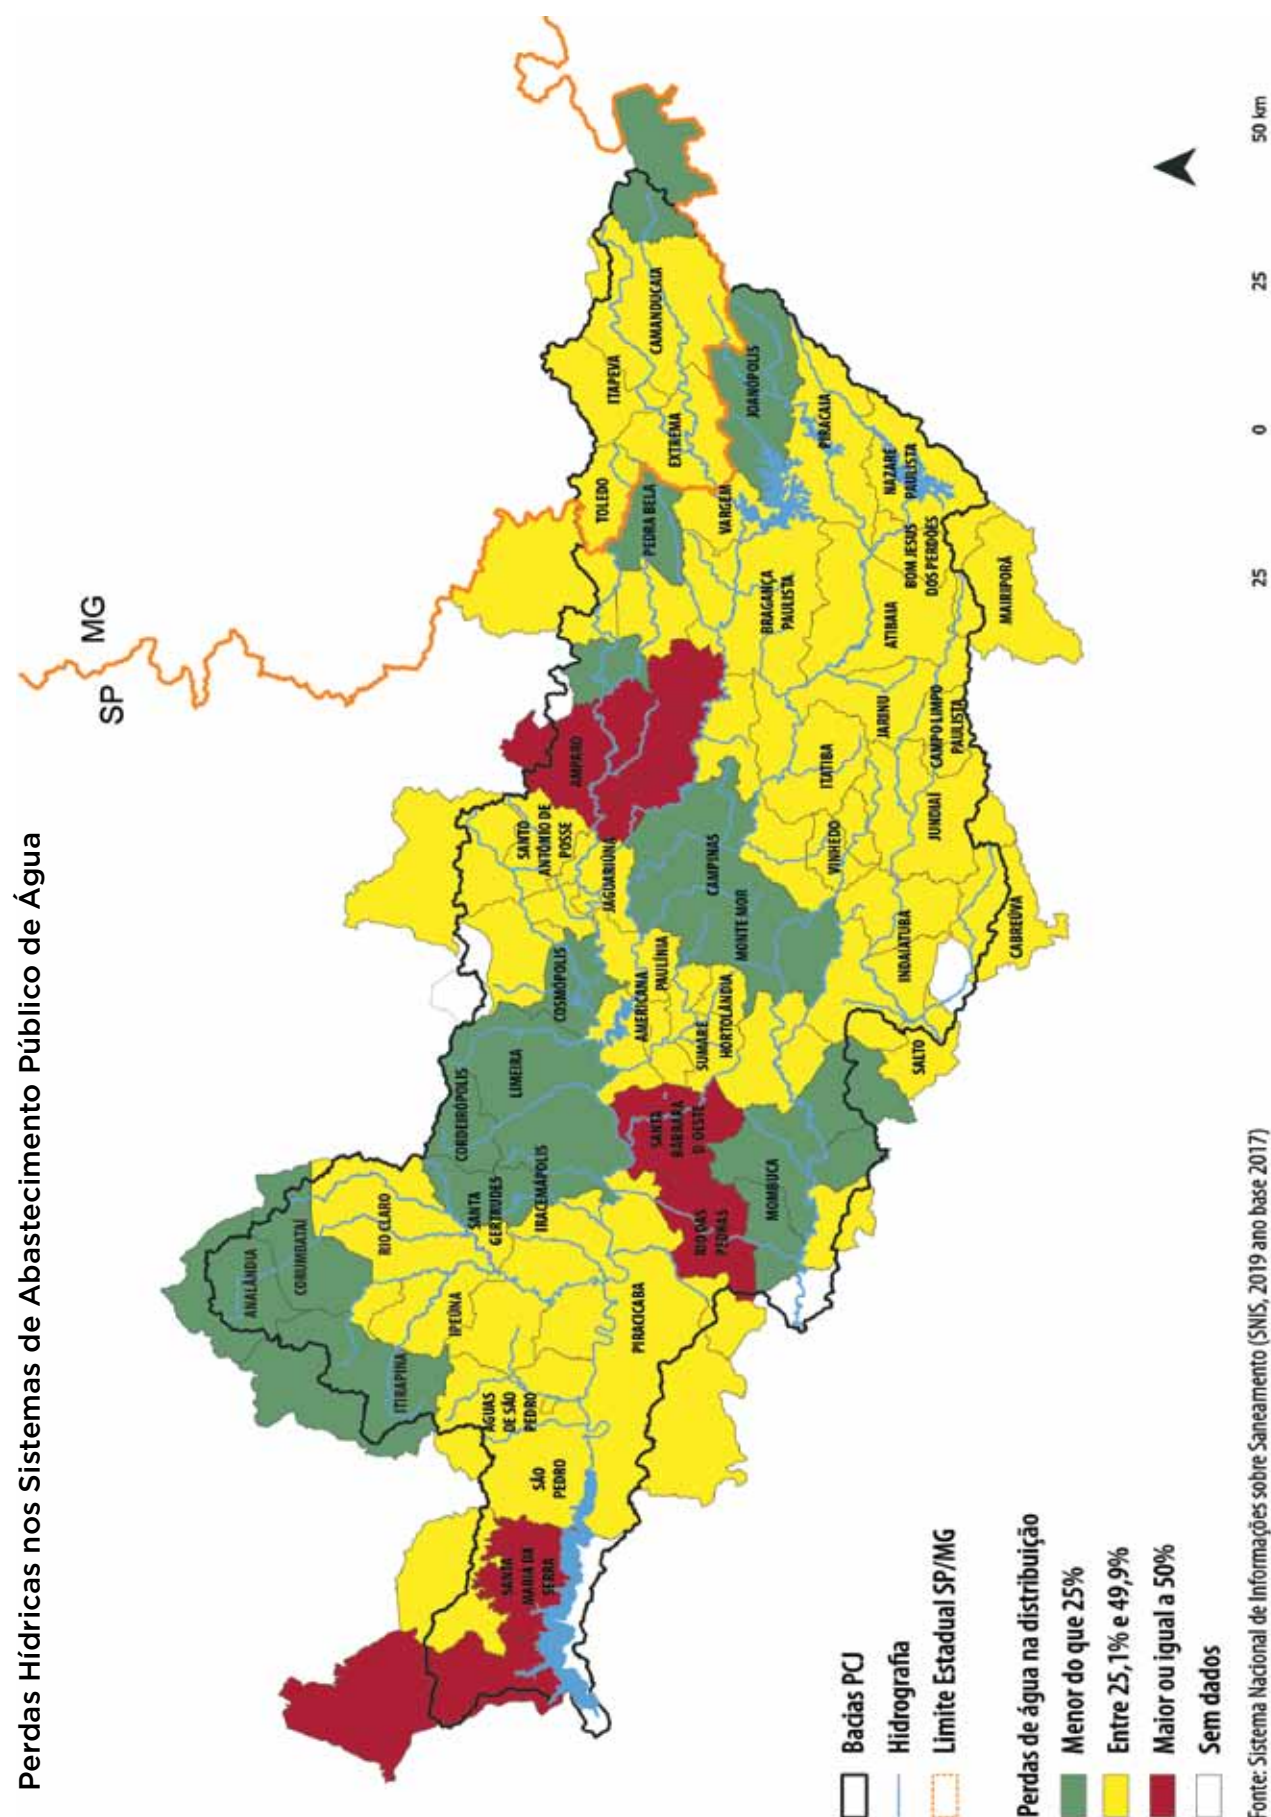 Perdas Hídricas nos Sistemas de Abastecimento Público de Água
SP
MG
ANALÂNDIA
CORUMBATAÍ
ITIRAPINA
RIO CLARO
IPEÚNA
CORDEIRÓPOLIS
SANTA
GERTRUDES
LIMEIRA
IRACEMÁPOLIS
ÁGUAS
DE SÃO
PEDRO
SÃO
PEDRO
SANTA
MARIA DA
SERRA
PIRACICABA
COSMÓPOLIS
SANTO
ANTÔNIO DE
POSSE
JAGUARIÚNA
AMPARO
AMERICANA
PAULÍNIA
SUMARÉ
HORTOLÂNDIA
SANTA
BÁRBARA
D'OESTE
RIO DAS
PEDRAS
MOMBUCA
CAMPINAS
MONTE MOR
TOLEDO
ITAPEVA
CAMANDUCAIA
EXTREMA
PEDRA BELA
VARGEM
JOANÓPOLIS
PIRACAIA
BRAGANÇA
PAULISTA
NAZARÉ
PAULISTA
BOM JESUS
DOS PERDÕES
ATIBAIA
MAIRIPORÃ
ITATIBA
JARINU
CAMPO LIMPO
PAULISTA
VINHEDO
JUNDIAÍ
INDAIATUBA
CABREÚVA
SALTO
Bacias PCJ
Hidrografia
Limite Estadual SP/MG
Perdas de água na distribuição
Menor do que 25%
Entre 25,1% e 49,9%
Maior ou igual a 50%
Sem dados
25 0 25 50 km
Fonte: Sistema Nacional de Informações sobre Saneamento (SNIS, 2019 ano base 2017)